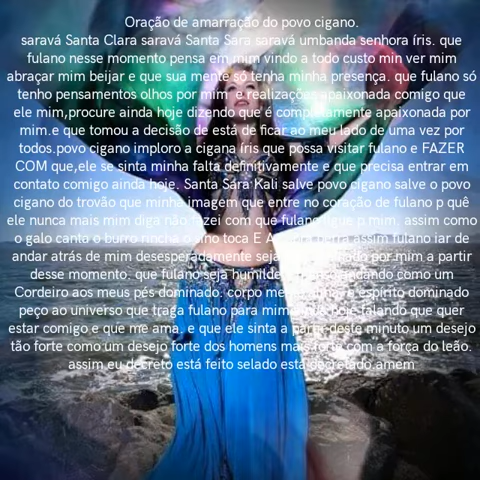 Oração de amarração do povo cigano.
saravá Santa Clara saravá Santa Sara saravá umbanda senhora íris. que
fulano nesse momento pensa em mim vindo a todo custo min ver mim
abraçar mim beijar e que sua mente só tenha minha presença. que fulano só
tenho pensamentos olhos por mim e realizações apaixonada comigo que
ele mim,procure ainda hoje dizendo que é completamente apaixonada por
mim.e que tomou a decisão de está de ficar ao meu lado de uma vez por
todos.povo cigano imploro a cigana íris que possa visitar fulano e FAZER
COM que,ele se sinta minha falta definitivamente e que precisa entrar em
contato comigo ainda hoje. Santa Sara Kali salve povo cigano salve o povo
cigano do trovão que minha imagem que entre no coração de fulano p quê
ele nunca mais mim diga não fazei com que fulano ligue p mim. assim como
o galo canta o burro rincha o sino toca E A berra assim fulano iar de
andar atrás de mim desesperadamente seja por mim a partir
desse momento. que fulano seja humilde andando como um
Cordeiro aos meus pés dominado. corpo espírito dominado
peço ao universo que traga fulano para mim hoje falando que quer
estar comigo e que me ama. e que ele sinta a partir deste minuto um desejo
tão forte como um desejo forte dos homens mais forte com a força do leão.
assim eu decreto está feito selado está decretado amem